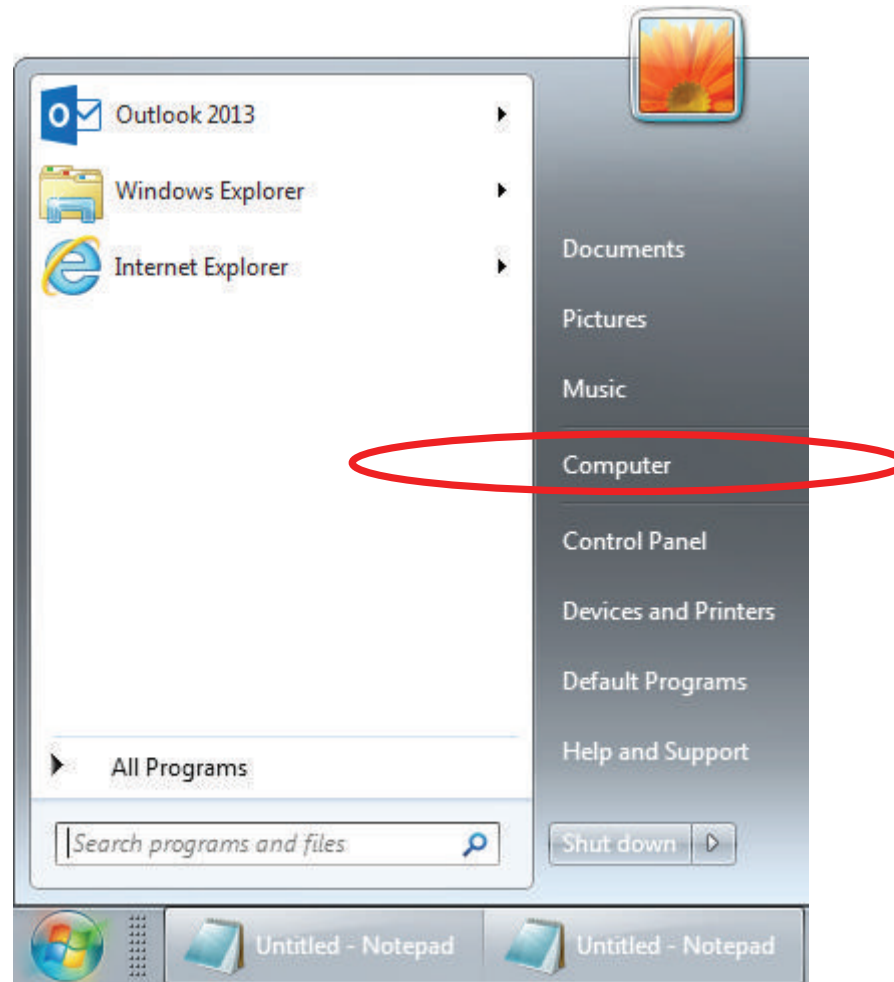 Outlook 2013
Windows Explorer
Internet Explorer
All Programs
Search programs and files
Documents
Pictures
Music
Computer
Control Panel
Devices and Printers
Default Programs
Help and Support
Shut down
Untitled - Notepad
Untitled - Notepad